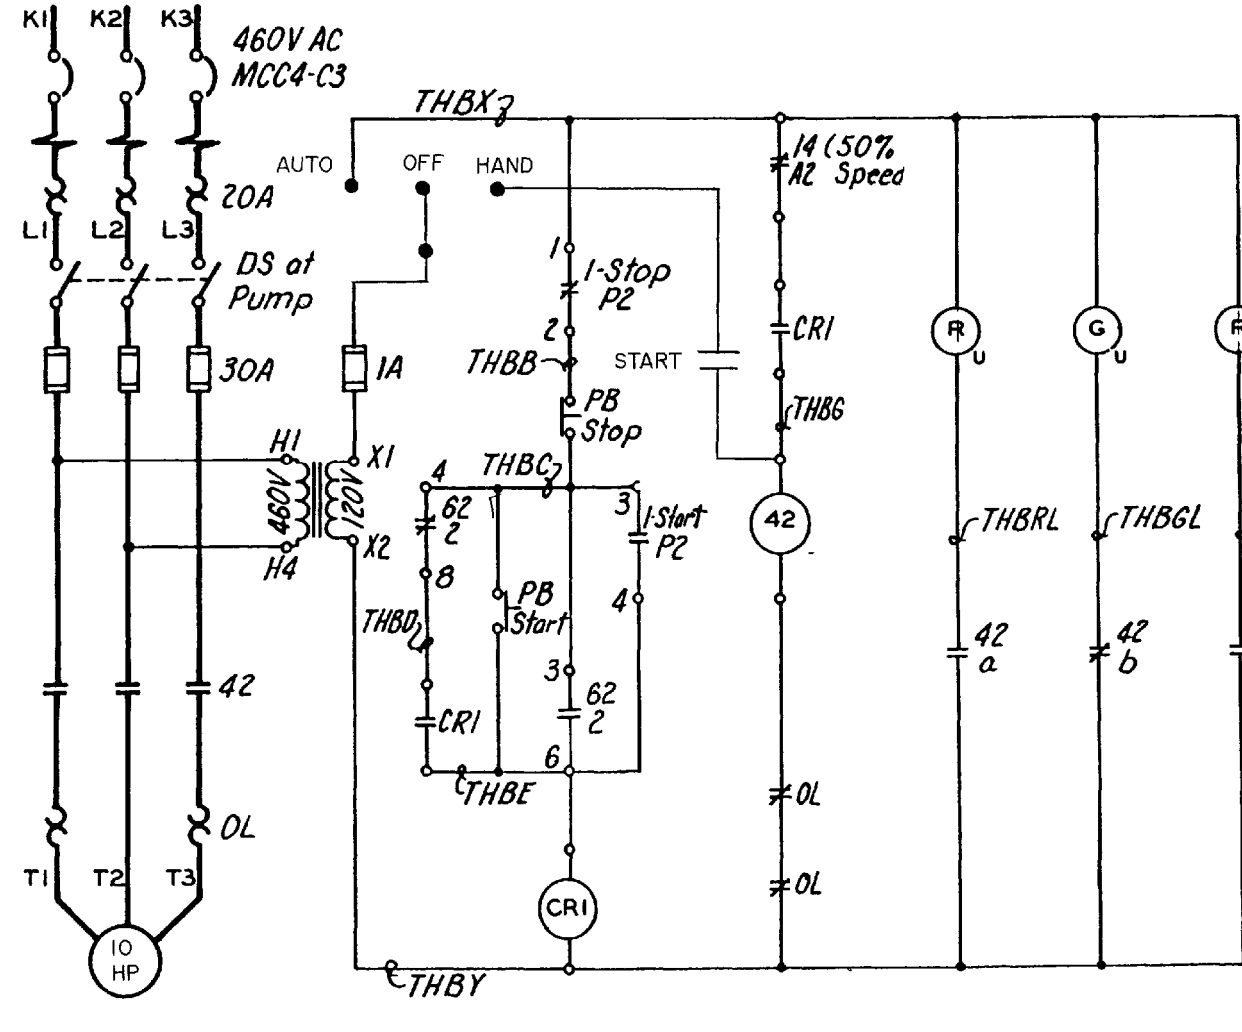 K1 K2 K3
460V AC
MCC4-C3
THBX
AUTO OFF HAND
14 (50%
A2 Speed
20A
L1 L2 L3
DS at
Pump
1
1-Stop
P2
2
THBB
30A
1A
START
CR1
R
U
G
U
PB
Stop
THBG
H1
X1
460V
120V
H4
X2
THBC
4
62
2
8
3
1-Start
P2
4
42
THBRL
THBGL
THBD
PB
Start
42
a
42
b
3
62
2
42
CR1
6
THBE
OL
OL
T1 T2 T3
OL
CR1
10
HP
THBY